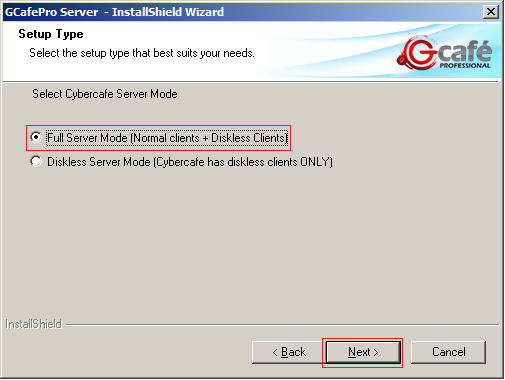 GCafePro Server - InstallShield Wizard
Setup Type
Select the setup type that best suits your needs.
Gcafé
PROFESSIONAL
Select Cybercafe Server Mode
Full Server Mode (Normal clients + Diskless Clients)
Diskless Server Mode (Cybercafe has diskless clients ONLY)
InstallShield
< Back
Next >
Cancel